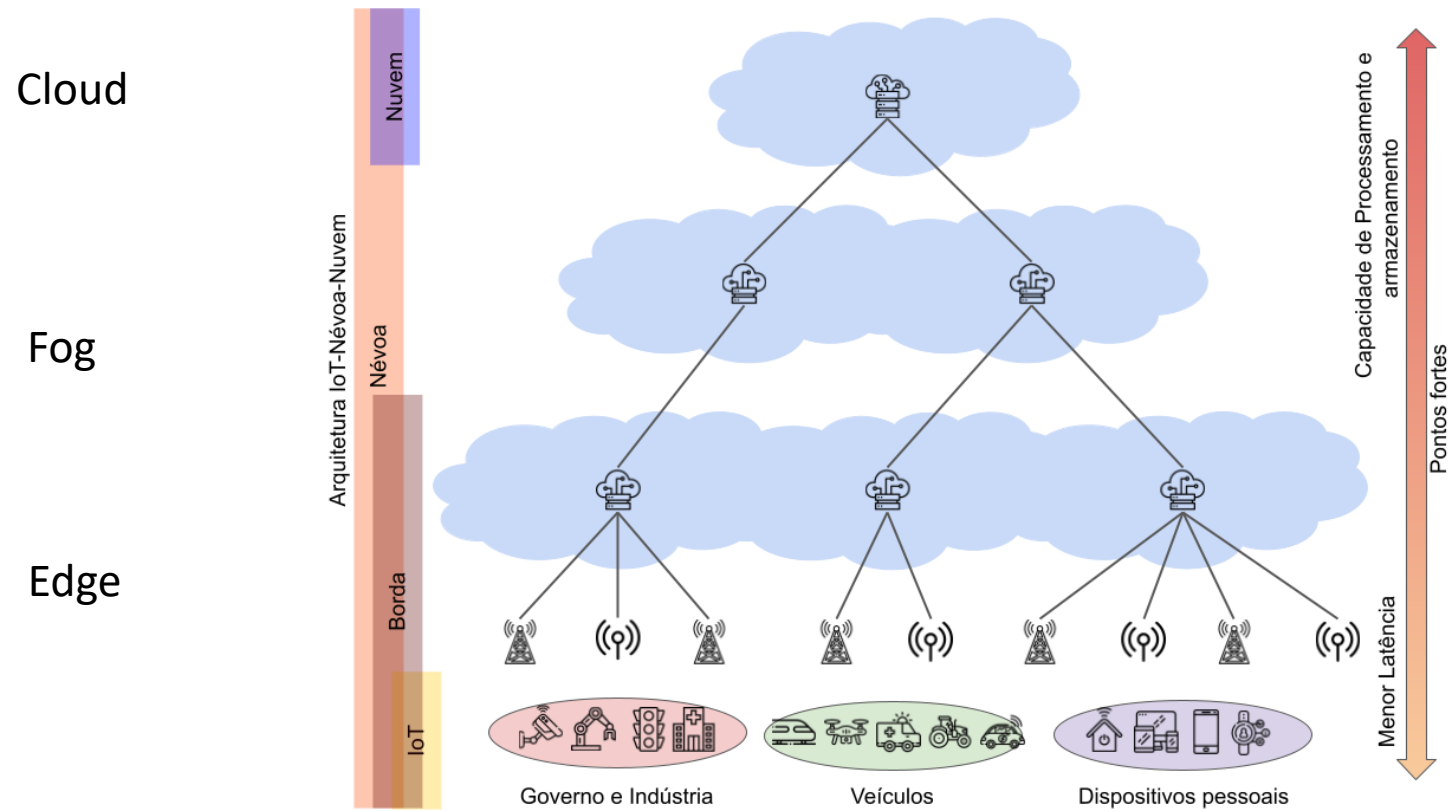 Cloud
Fog
Edge
Arquitetura IoT-Névoa-Nuvem
Nuvem
Névoa
Borda
IoT
Capacidade de Processamento e
armazenamento
Pontos fortes
Menor Latência
Governo e Indústria
Veículos
Dispositivos pessoais